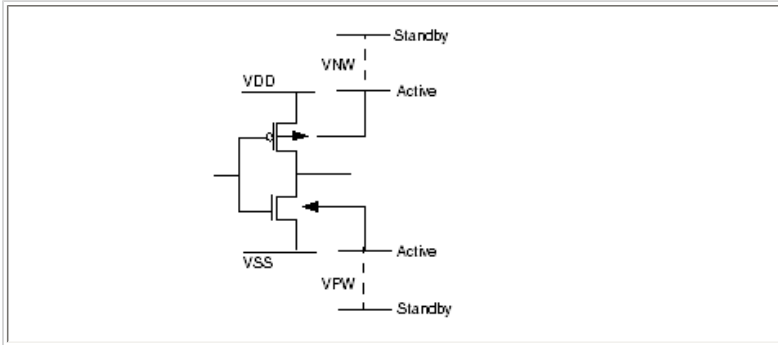 Standby
VNW
VDD
Active
Active
VSS
VPW
Standby